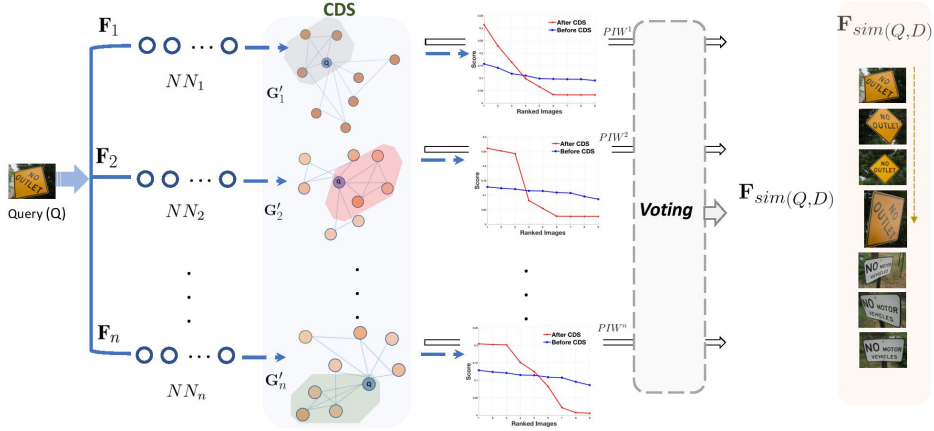 CDS
F1
NN1
G′1
Score
After CDS
Before CDS
Ranked Images
PIW1
F2
NN2
G′2
Q
Score
After CDS
Before CDS
Ranked Images
PIW2
NO
OUTLET
Query (Q)
Q
Voting
Fsim(Q,D)
Fn
NNn
G′n
Q
Score
After CDS
Before CDS
Ranked Images
PIWn
Fsim(Q,D)
NO
OUTLET
NO
OUTLET
NO
OUTLET
NO
OUTLET
NO MOTOR
VEHICLES
NO MOTOR
VEHICLES
NO MOTOR
VEHICLES